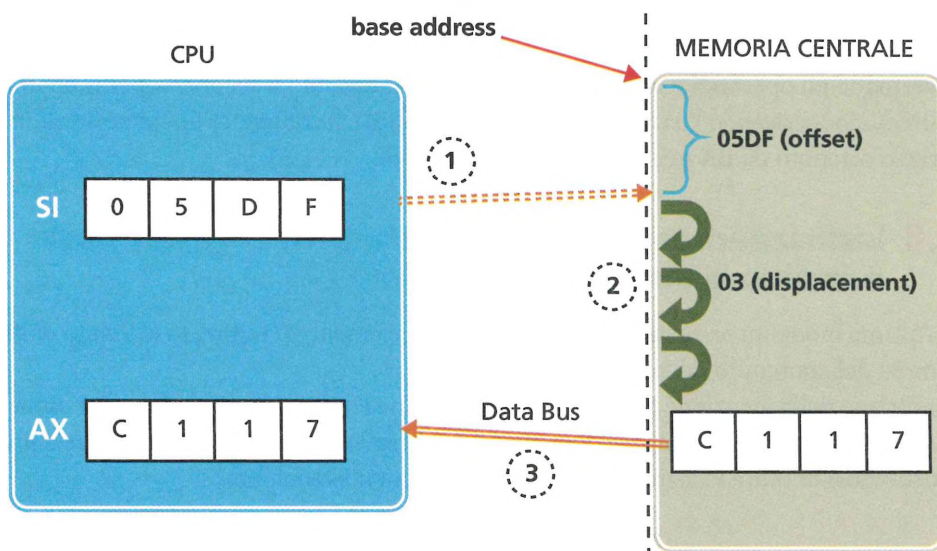 base address
CPU
MEMORIA CENTRALE
05DF (offset)
1
SI 0 5 D F
2
03 (displacement)
Data Bus
AX C 1 1 7
C 1 1 7
3